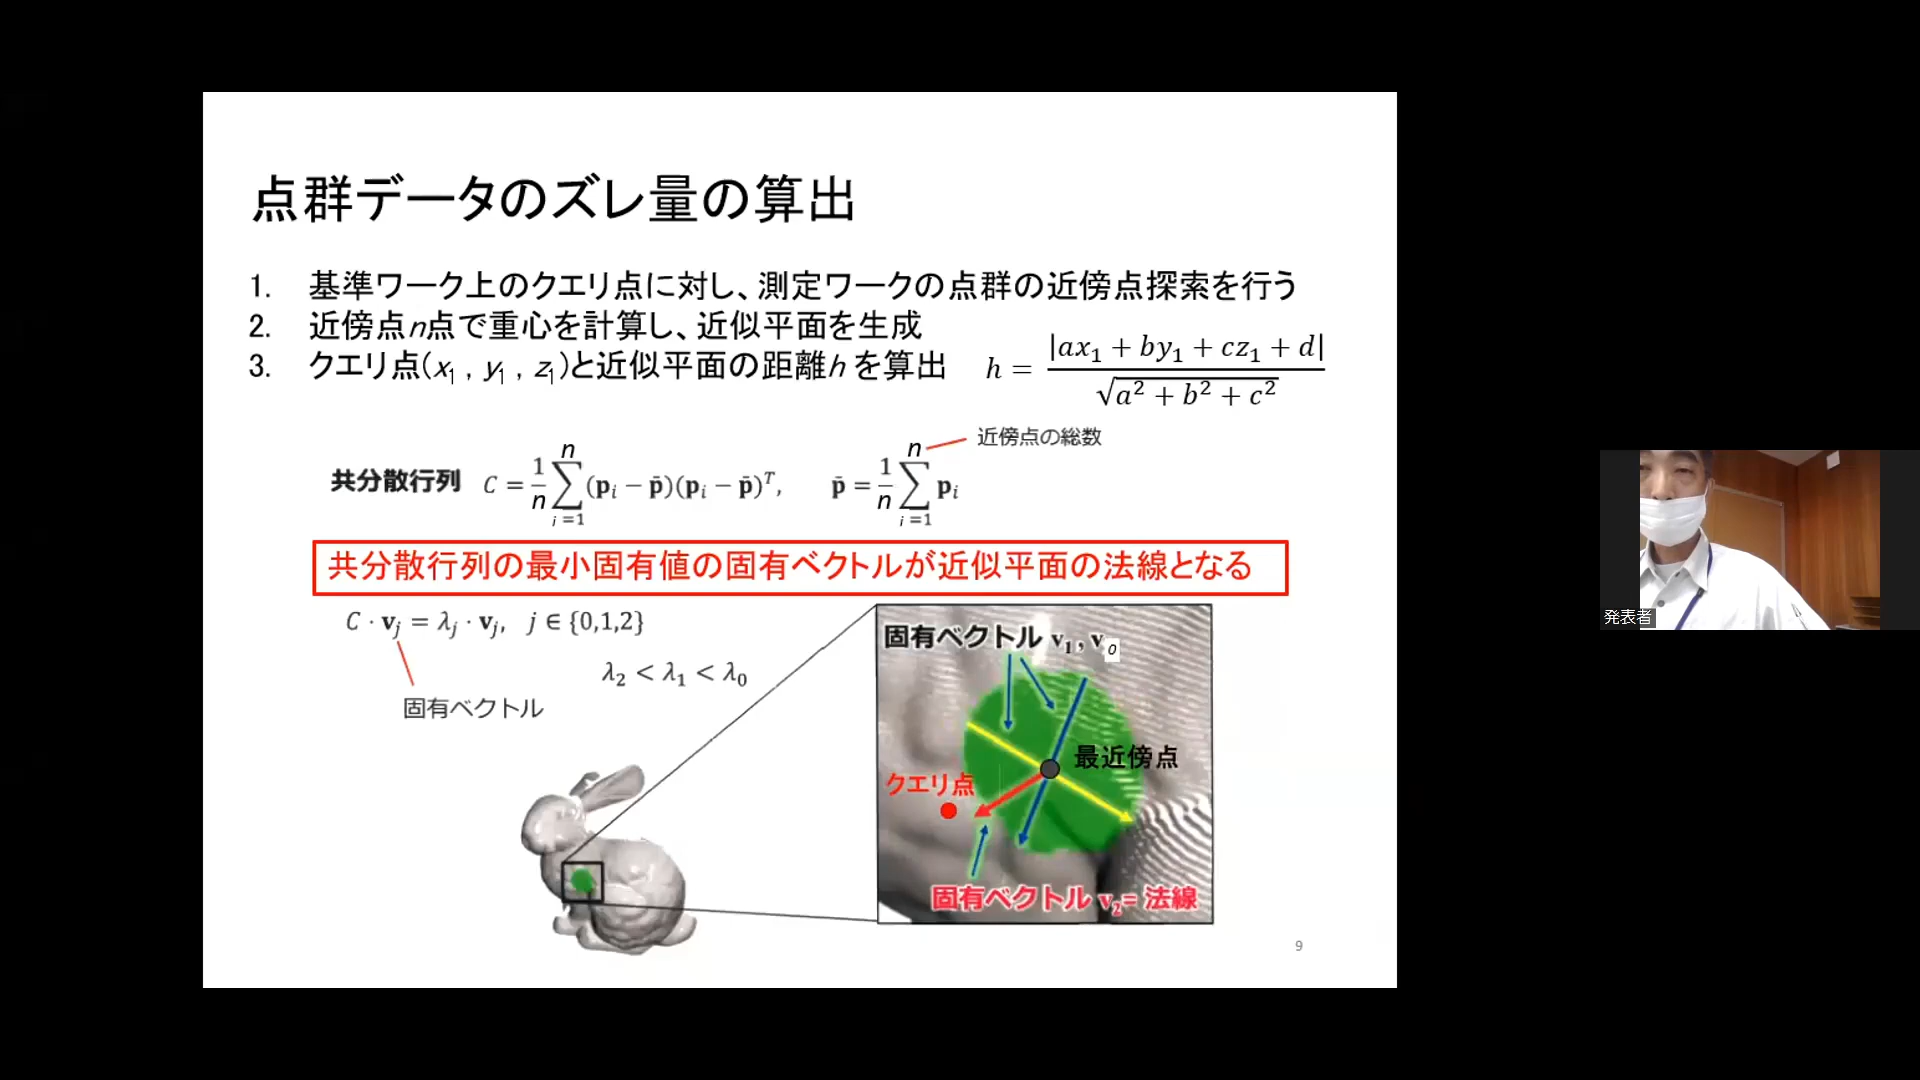 点群データのズレ量の算出
1. 基準ワーク上のクエリ点に対し、測定ワークの点群の近傍点探索を行う
2. 近傍点n点で重心を計算し、近似平面を生成
3. クエリ点(x₁ , y₁ , z₁)と近似平面の距離h を算出
h = |ax₁ + by₁ + cz₁ + d| / √(a² + b² + c²)
近傍点の総数
共分散行列 C = 1/n ∑_{i=1}^{n} (p_i − p̄)(p_i − p̄)^T, p̄ = 1/n ∑_{i=1}^{n} p_i
共分散行列の最小固有値の固有ベクトルが近似平面の法線となる
C · v_j = λ_j · v_j, j ∈ {0,1,2}
λ₂ < λ₁ < λ₀
固有ベクトル
固有ベクトル v₁, v₀
最近傍点
クエリ点
固有ベクトル v₂= 法線
9
発表者